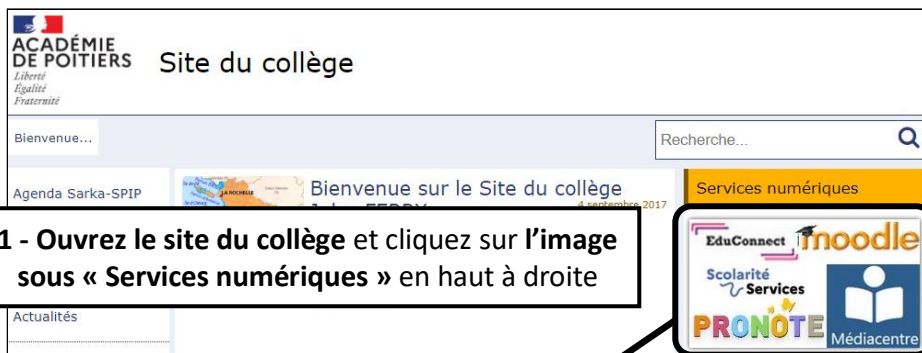 ACADÉMIE
DE POITIERS
Liberté
Égalité
Fraternité
Site du collège
Bienvenue...
Recherche...
Agenda Sarka-SPIP
LA ROCHELLE
Bienvenue sur le Site du collège
4 septembre 2017
Services numériques
1 - Ouvrez le site du collège et cliquez sur l’image
sous « Services numériques » en haut à droite
EduConnect moodle
Scolarité
Services
PRONOTE
Médiacentre
Actualités